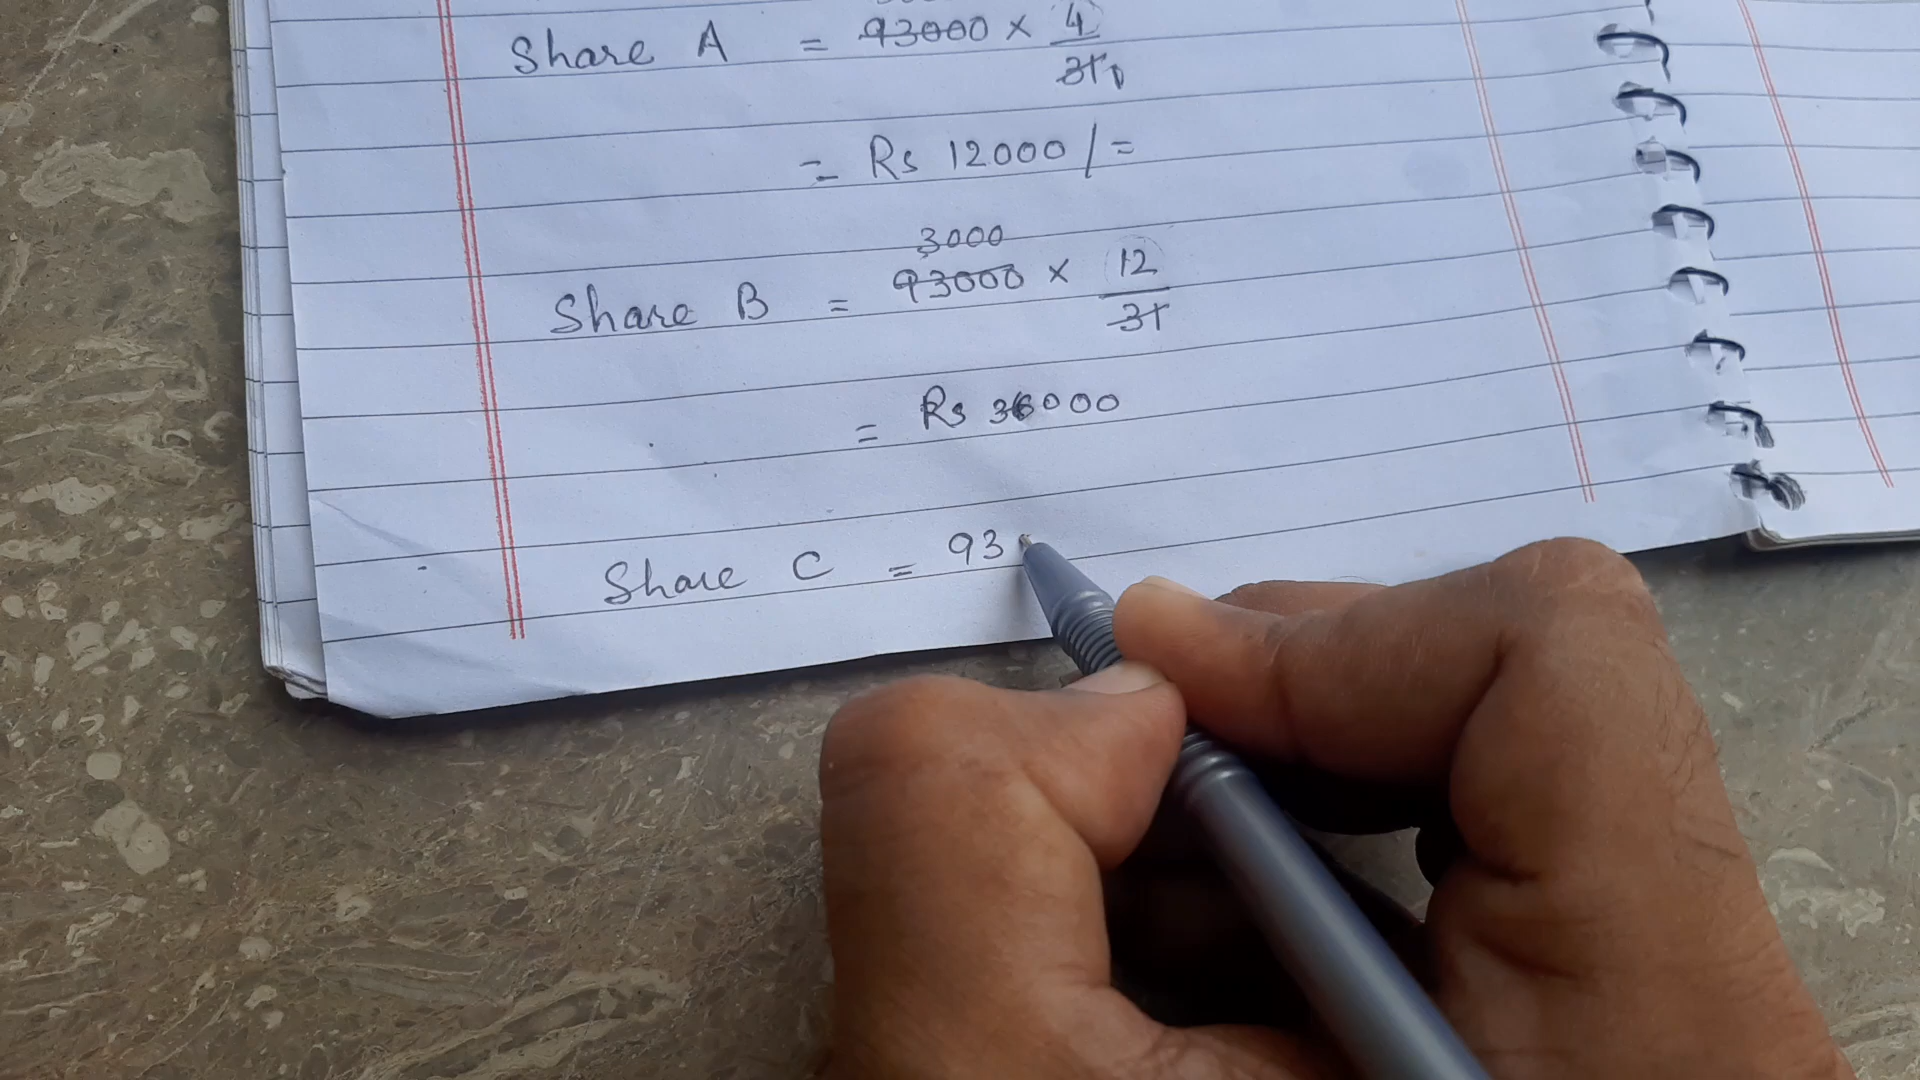 Share A = 93000 × 4
31
= Rs 12000/=
3000
Share B = 93000 × 12
31
= Rs 36000
Share C = 93